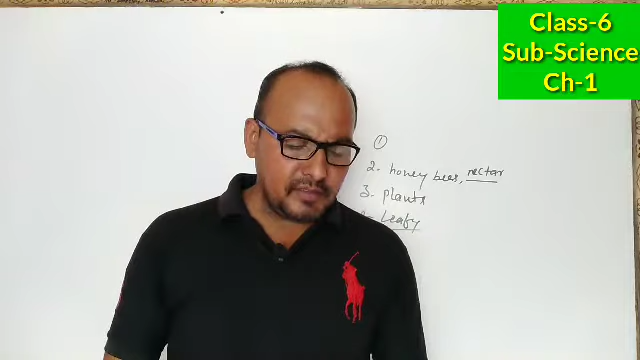 Class-6
Sub-Science
Ch-1
①
2. honey bees, nectar
3. plants
Leafy